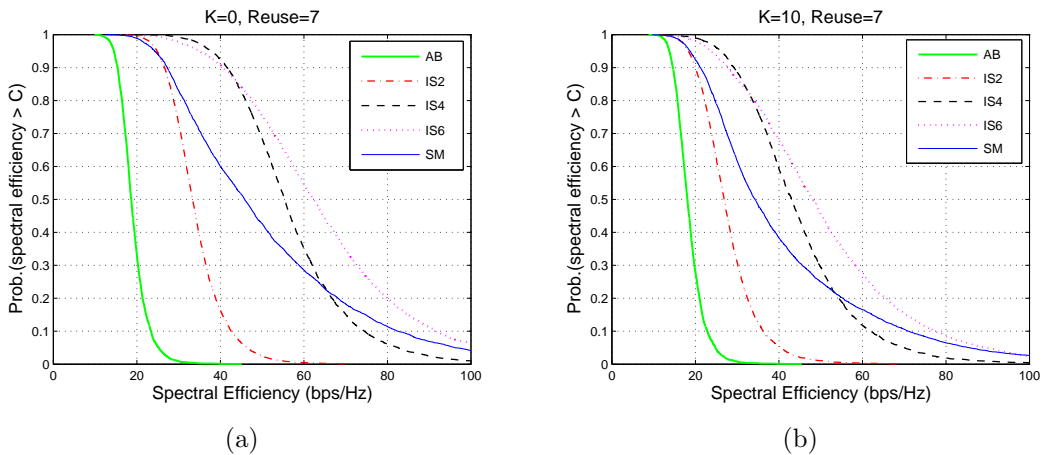 K=0, Reuse=7
Prob.(spectral efficiency > C)
1
0.9
0.8
0.7
0.6
0.5
0.4
0.3
0.2
0.1
0
0 20 40 60 80 100
Spectral Efficiency (bps/Hz)
AB
IS2
IS4
IS6
SM
(a)
K=10, Reuse=7
Prob.(spectral efficiency > C)
1
0.9
0.8
0.7
0.6
0.5
0.4
0.3
0.2
0.1
0
0 20 40 60 80 100
Spectral Efficiency (bps/Hz)
AB
IS2
IS4
IS6
SM
(b)